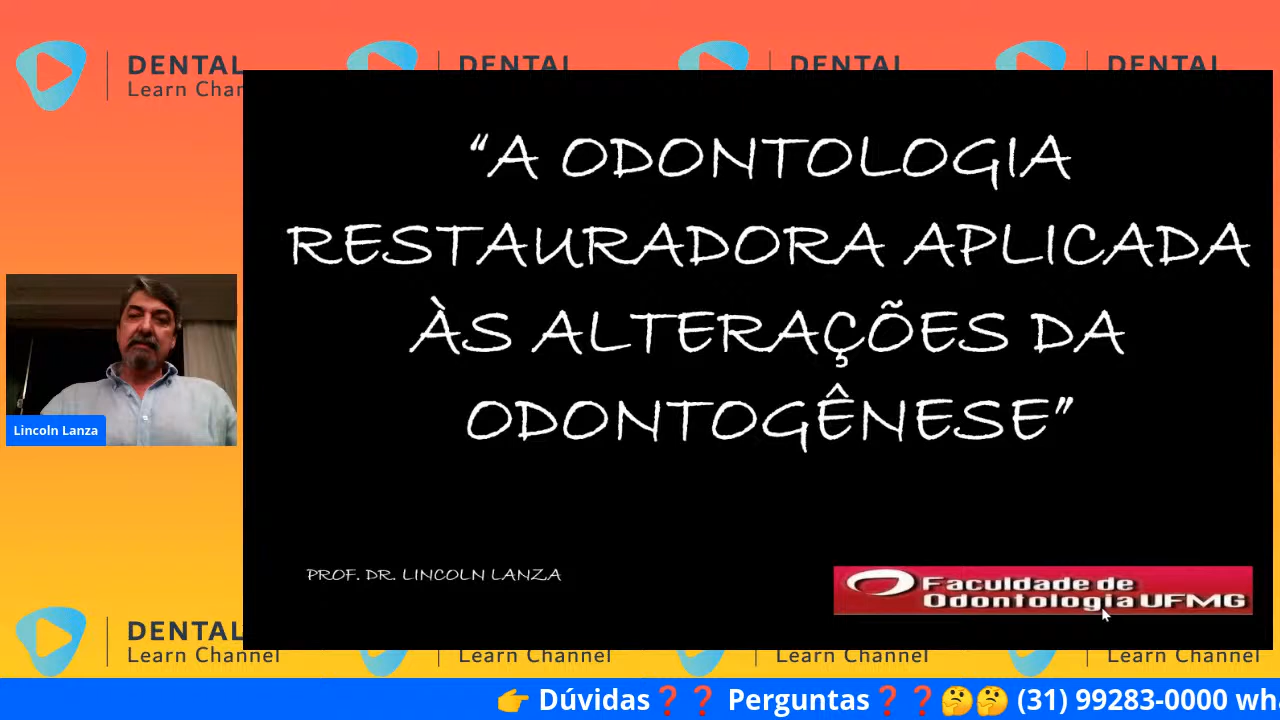 DENTAL
Learn Chan
DENTAL
DENTAL
DENTAL
“A ODONTOLOGIA
RESTAURADORA APLICADA
ÀS ALTERAÇÕES DA
ODONTOGÊNESE”
Lincoln Lanza
PROF. DR. LINCOLN LANZA
Faculdade de
Odontologia UFMG
DENTAL
Learn Channel
Learn Channel
Learn Channel
Learn Channel
👉 Dúvidas❓❓ Perguntas❓❓🤔🤔 (31) 99283-0000 wh